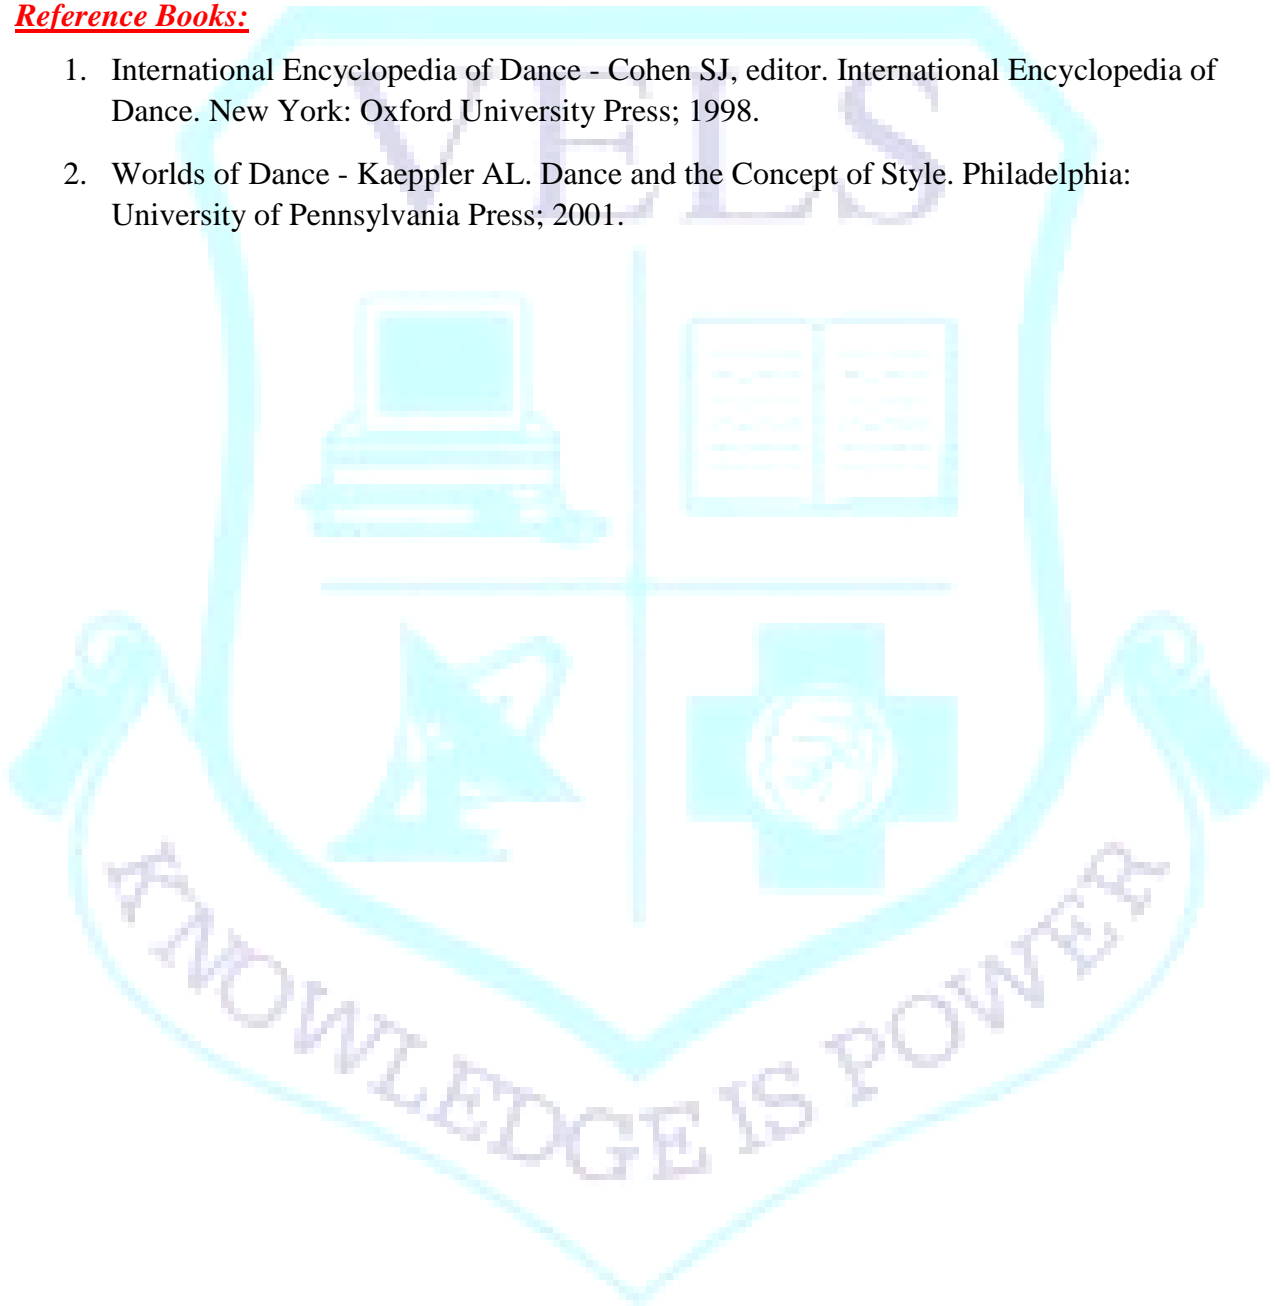 Reference Books:
1. International Encyclopedia of Dance - Cohen SJ, editor. International Encyclopedia of
Dance. New York: Oxford University Press; 1998.
2. Worlds of Dance - Kaeppler AL. Dance and the Concept of Style. Philadelphia:
University of Pennsylvania Press; 2001.
VELS
KNOWLEDGE IS POWER